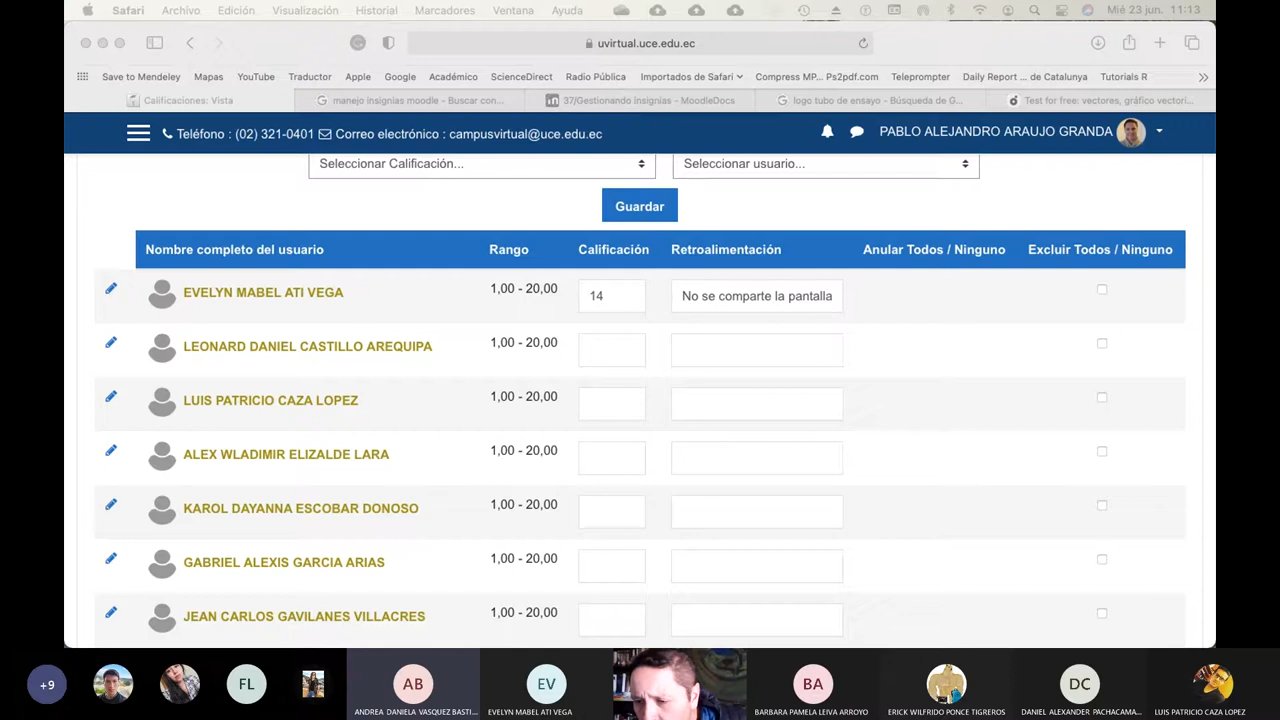 Safari Archivo Edición Visualización Historial Marcadores Ventana Ayuda Mié 23 jun. 11:13
uvirtual.uce.edu.ec
Save to Mendeley Mapas YouTube Traductor Apple Google Académico ScienceDirect Radio Pública Importados de Safari Compress MP... Ps2pdf.com Teleprompter Daily Report ... de Catalunya Tutorials R
Calificaciones: Vista manejo insignias moodle - Buscar con... 37/Gestionando insignias - MoodleDocs logo tubo de ensayo - Búsqueda de G... Test for free: vectores, gráfico vectori...
Teléfono : (02) 321-0401 Correo electrónico : campusvirtual@uce.edu.ec PABLO ALEJANDRO ARAUJO GRANDA
Seleccionar Calificación... Seleccionar usuario...
Guardar
Nombre completo del usuario Rango Calificación Retroalimentación Anular Todos / Ninguno Excluir Todos / Ninguno
EVELYN MABEL ATI VEGA 1,00 - 20,00 14 No se comparte la pantalla
LEONARD DANIEL CASTILLO AREQUIPA 1,00 - 20,00
LUIS PATRICIO CAZA LOPEZ 1,00 - 20,00
ALEX WLADIMIR ELIZALDE LARA 1,00 - 20,00
KAROL DAYANNA ESCOBAR DONOSO 1,00 - 20,00
GABRIEL ALEXIS GARCIA ARIAS 1,00 - 20,00
JEAN CARLOS GAVILANES VILLACRES 1,00 - 20,00
+9 FL AB EV BA DC
ANDREA DANIELA VASQUEZ BASTI... EVELYN MABEL ATI VEGA BARBARA PAMELA LEIVA ARROYO ERICK WILFRIDO PONCE TIGREROS DANIEL ALEXANDER PACHACAMA... LUIS PATRICIO CAZA LOPEZ